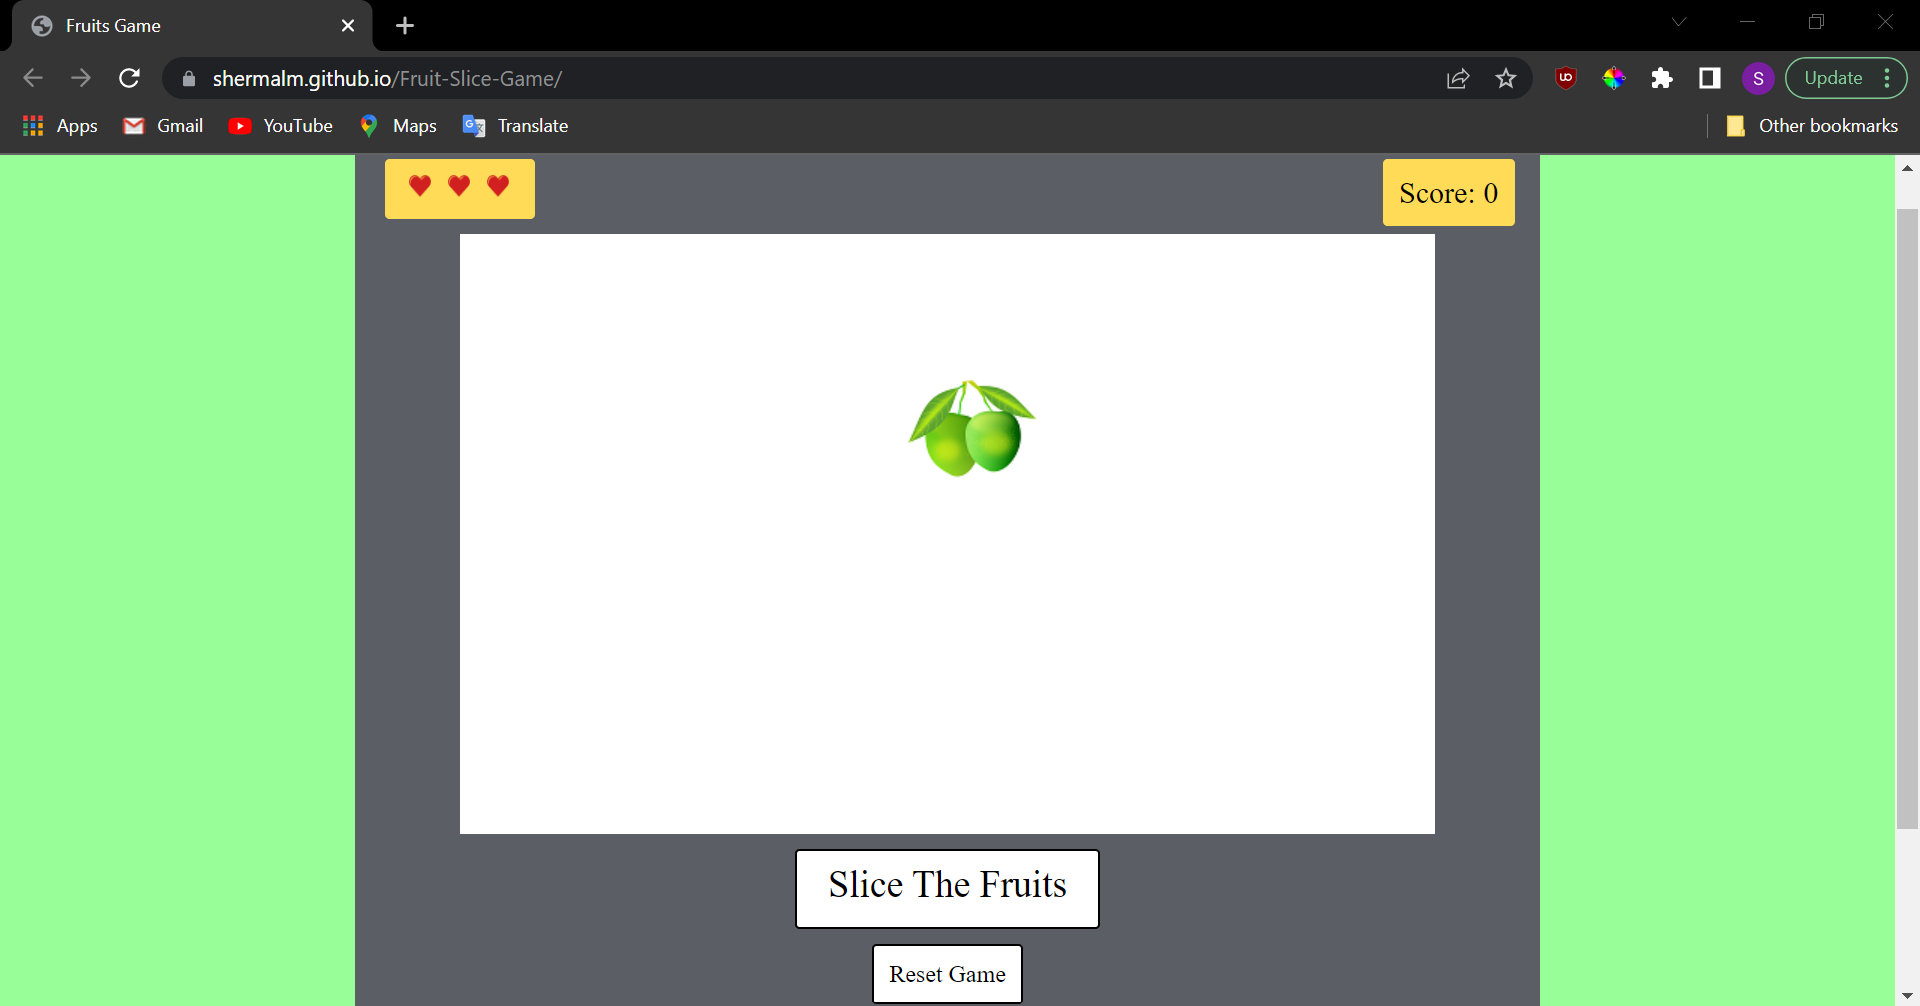 Fruits Game
shermalm.github.io/Fruit-Slice-Game/
S
Update
Apps
Gmail
YouTube
Maps
Translate
Other bookmarks
Score: 0
Slice The Fruits
Reset Game